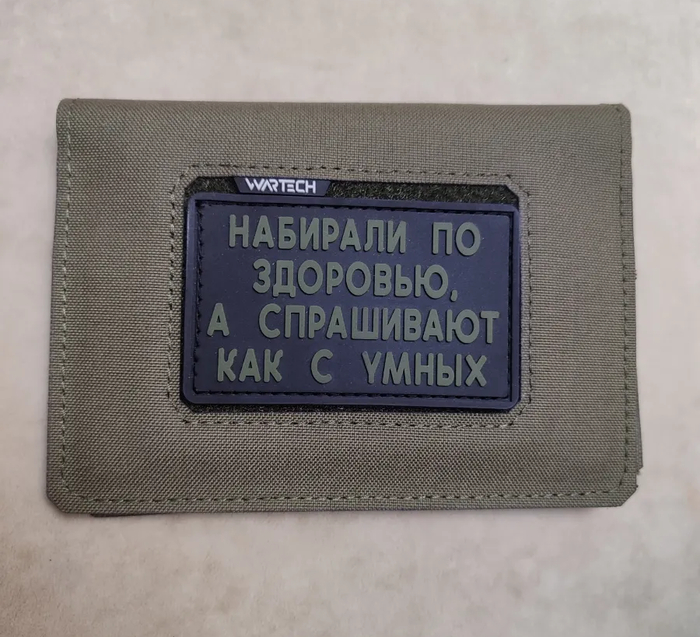 WARTECH
НАБИРАЛИ ПО
ЗДОРОВЬЮ,
А СПРАШИВАЮТ
КАК С УМНЫХ